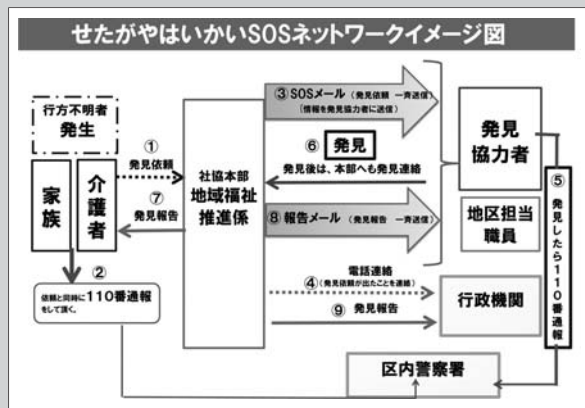 せたがやはいかいSOSネットワークイメージ図
行方不明者
発生
家族
介護者
①
発見依頼
⑦
発見報告
②
依頼と同時に110番通報
をして頂く。
社協本部
地域福祉
推進係
③SOSメール（発見依頼 一斉送信）
（情報を発見協力者に送信）
⑥
発見
発見後は、本部へも発見連絡
⑧報告メール（発見報告 一斉送信）
電話連絡
④（発見依頼が出たことを連絡）
⑨ 発見報告
発見
協力者
地区担当
職員
行政機関
⑤発見したら110番通報
区内警察署